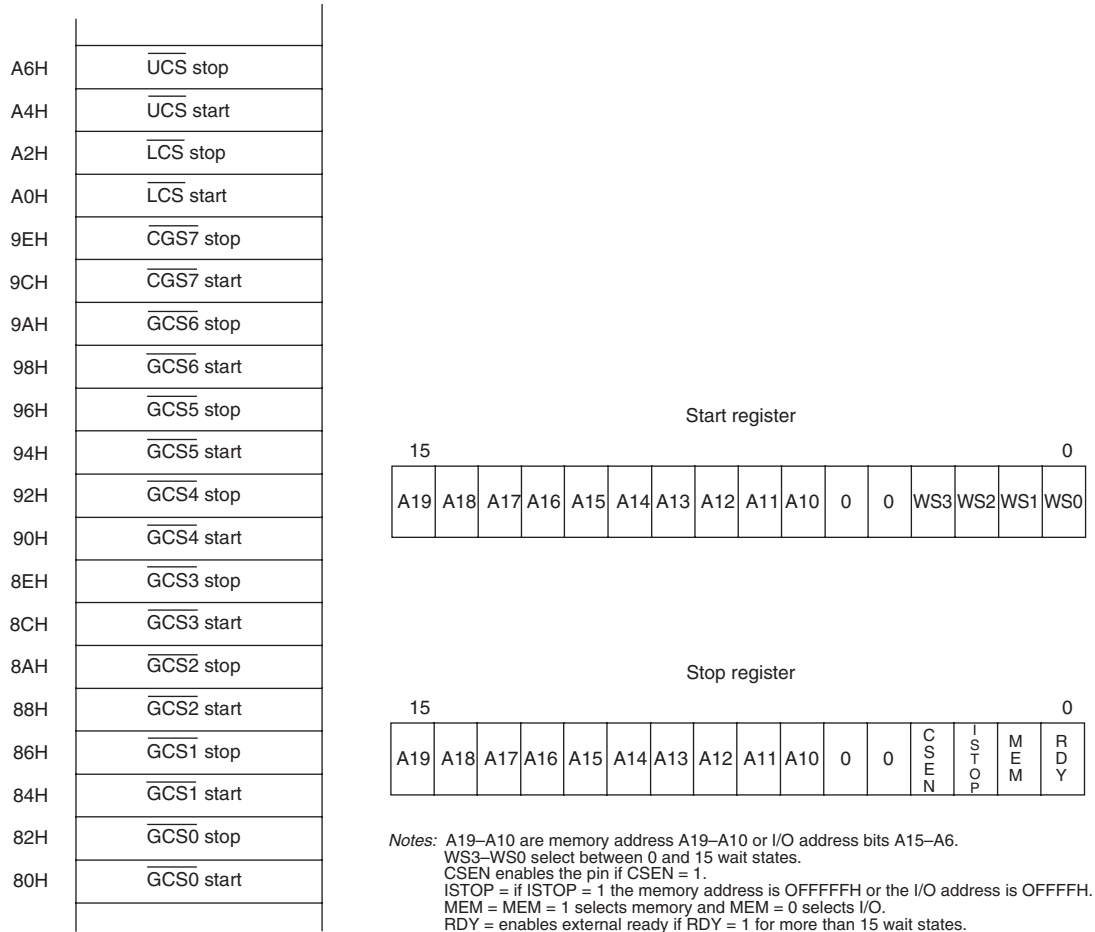 A6H UCS stop
A4H UCS start
A2H LCS stop
A0H LCS start
9EH CGS7 stop
9CH CGS7 start
9AH GCS6 stop
98H GCS6 start
96H GCS5 stop
94H GCS5 start
92H GCS4 stop
90H GCS4 start
8EH GCS3 stop
8CH GCS3 start
8AH GCS2 stop
88H GCS2 start
86H GCS1 stop
84H GCS1 start
82H GCS0 stop
80H GCS0 start
Start register
15 0
A19 A18 A17 A16 A15 A14 A13 A12 A11 A10 0 0 WS3 WS2 WS1 WS0
Stop register
15 0
A19 A18 A17 A16 A15 A14 A13 A12 A11 A10 0 0 CSEN ISTOP MEM RDY
Notes: A19–A10 are memory address A19–A10 or I/O address bits A15–A6.
WS3–WS0 select between 0 and 15 wait states.
CSEN enables the pin if CSEN = 1.
ISTOP = if ISTOP = 1 the memory address is OFFFFFH or the I/O address is OFFFFH.
MEM = MEM = 1 selects memory and MEM = 0 selects I/O.
RDY = enables external ready if RDY = 1 for more than 15 wait states.